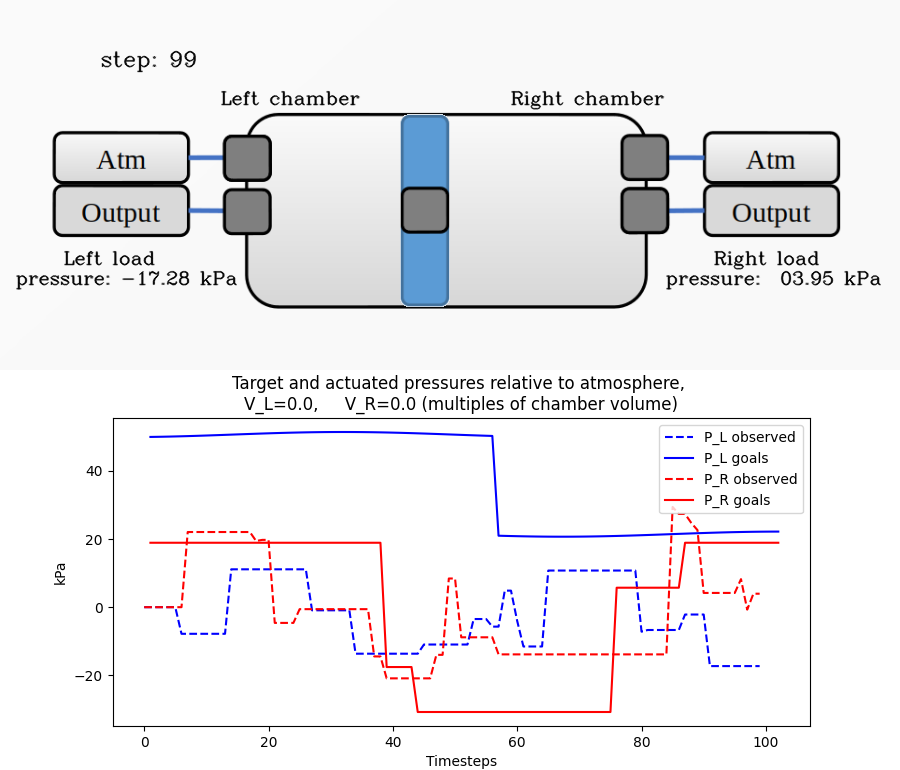 step: 99
Left chamber
Right chamber
Atm
Atm
Output
Output
Left load
pressure: −17.28 kPa
Right load
pressure: 03.95 kPa
Target and actuated pressures relative to atmosphere,
V_L=0.0, V_R=0.0 (multiples of chamber volume)
P_L observed
P_L goals
P_R observed
P_R goals
kPa
40
20
0
−20
0 20 40 60 80 100
Timesteps